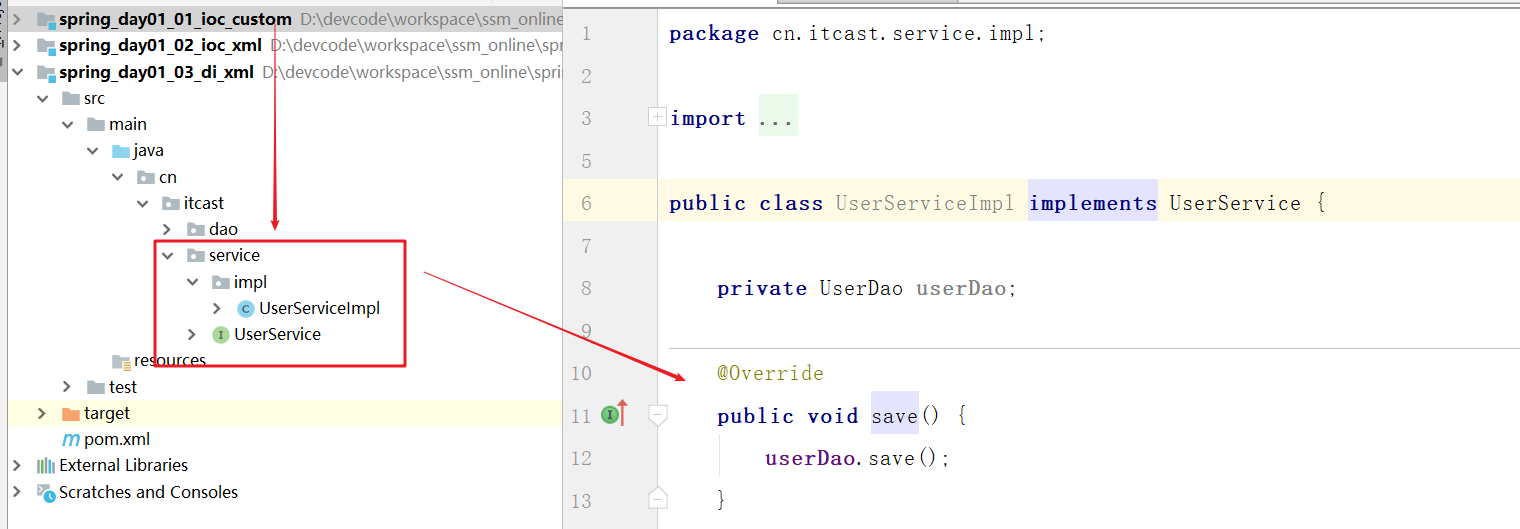 spring_day01_01_ioc_custom D:\devcode\workspace\ssm_online
spring_day01_02_ioc_xml D:\devcode\workspace\ssm_online\spri
spring_day01_03_di_xml D:\devcode\workspace\ssm_online\sprin
src
main
java
cn
itcast
dao
service
impl
UserServiceImpl
UserService
resources
test
target
pom.xml
External Libraries
Scratches and Consoles
1 package cn.itcast.service.impl;
2
3 import ...
5
6 public class UserServiceImpl implements UserService {
7
8 private UserDao userDao;
9
10 @Override
11 public void save() {
12 userDao.save();
13 }